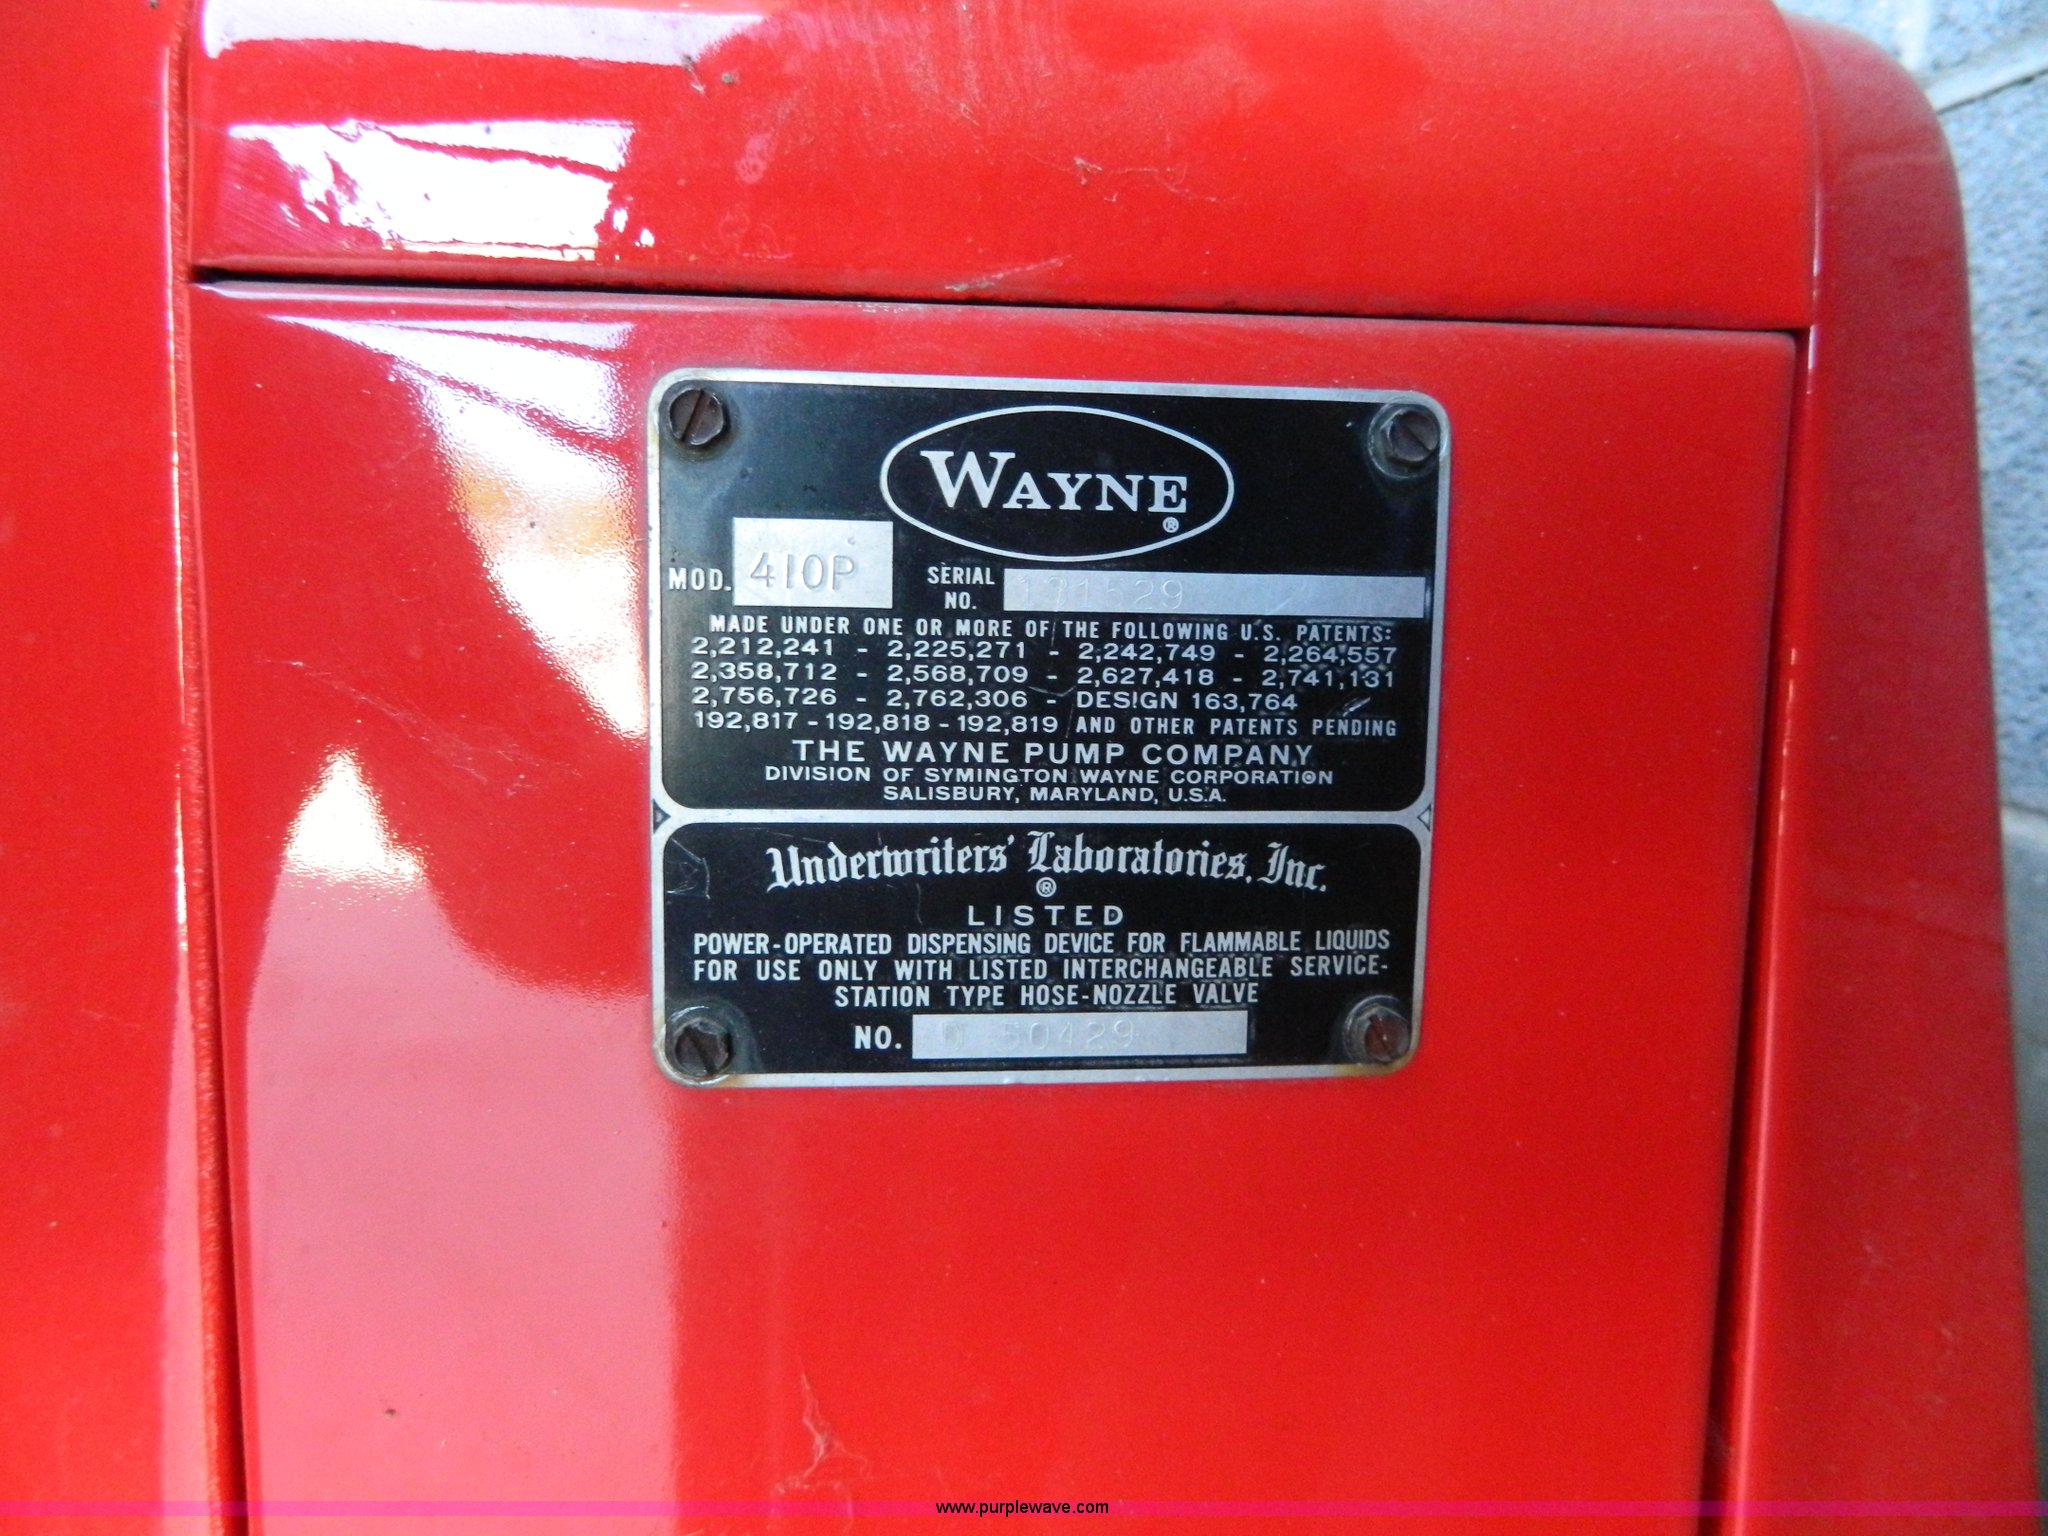 WAYNE
®
MOD. 410P
SERIAL
NO.
MADE UNDER ONE OR MORE OF THE FOLLOWING U.S. PATENTS:
2,212,241 - 2,225,271 - 2,242,749 - 2,264,557
2,358,712 - 2,568,709 - 2,627,418 - 2,741,131
2,756,726 - 2,762,306 - DESIGN 163,764
192,817 - 192,818 - 192,819 AND OTHER PATENTS PENDING
THE WAYNE PUMP COMPANY
DIVISION OF SYMINGTON WAYNE CORPORATION
SALISBURY, MARYLAND, U.S.A.
Underwriters' Laboratories, Inc.
®
LISTED
POWER-OPERATED DISPENSING DEVICE FOR FLAMMABLE LIQUIDS
FOR USE ONLY WITH LISTED INTERCHANGEABLE SERVICE-
STATION TYPE HOSE-NOZZLE VALVE
NO. 50429
www.purplewave.com